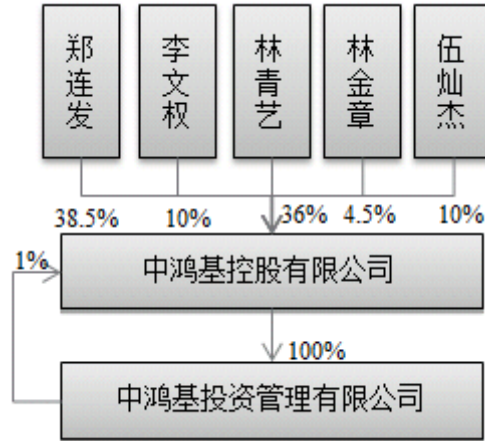 郑连发
李文权
林青艺
林金章
伍灿杰
38.5%
10%
36%
4.5%
10%
1%
中鸿基控股有限公司
100%
中鸿基投资管理有限公司